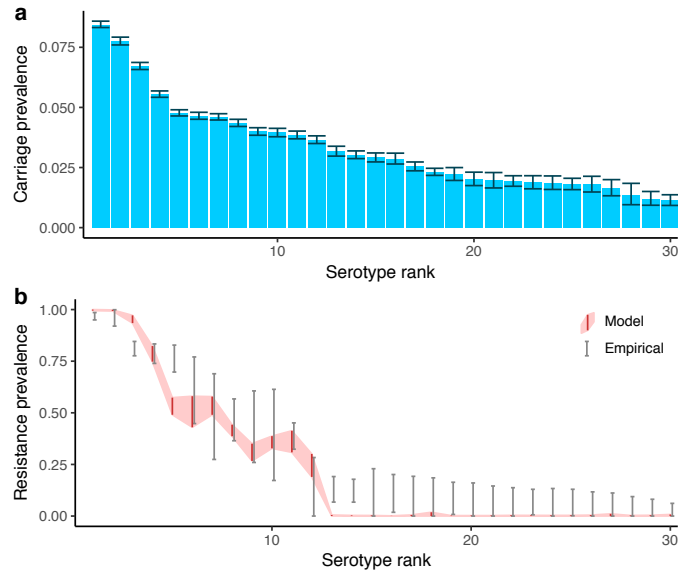 a
Carriage prevalence
0.075
0.050
0.025
0.000
10
20
30
Serotype rank
b
Resistance prevalence
1.00
0.75
0.50
0.25
0.00
Model
Empirical
10
20
30
Serotype rank